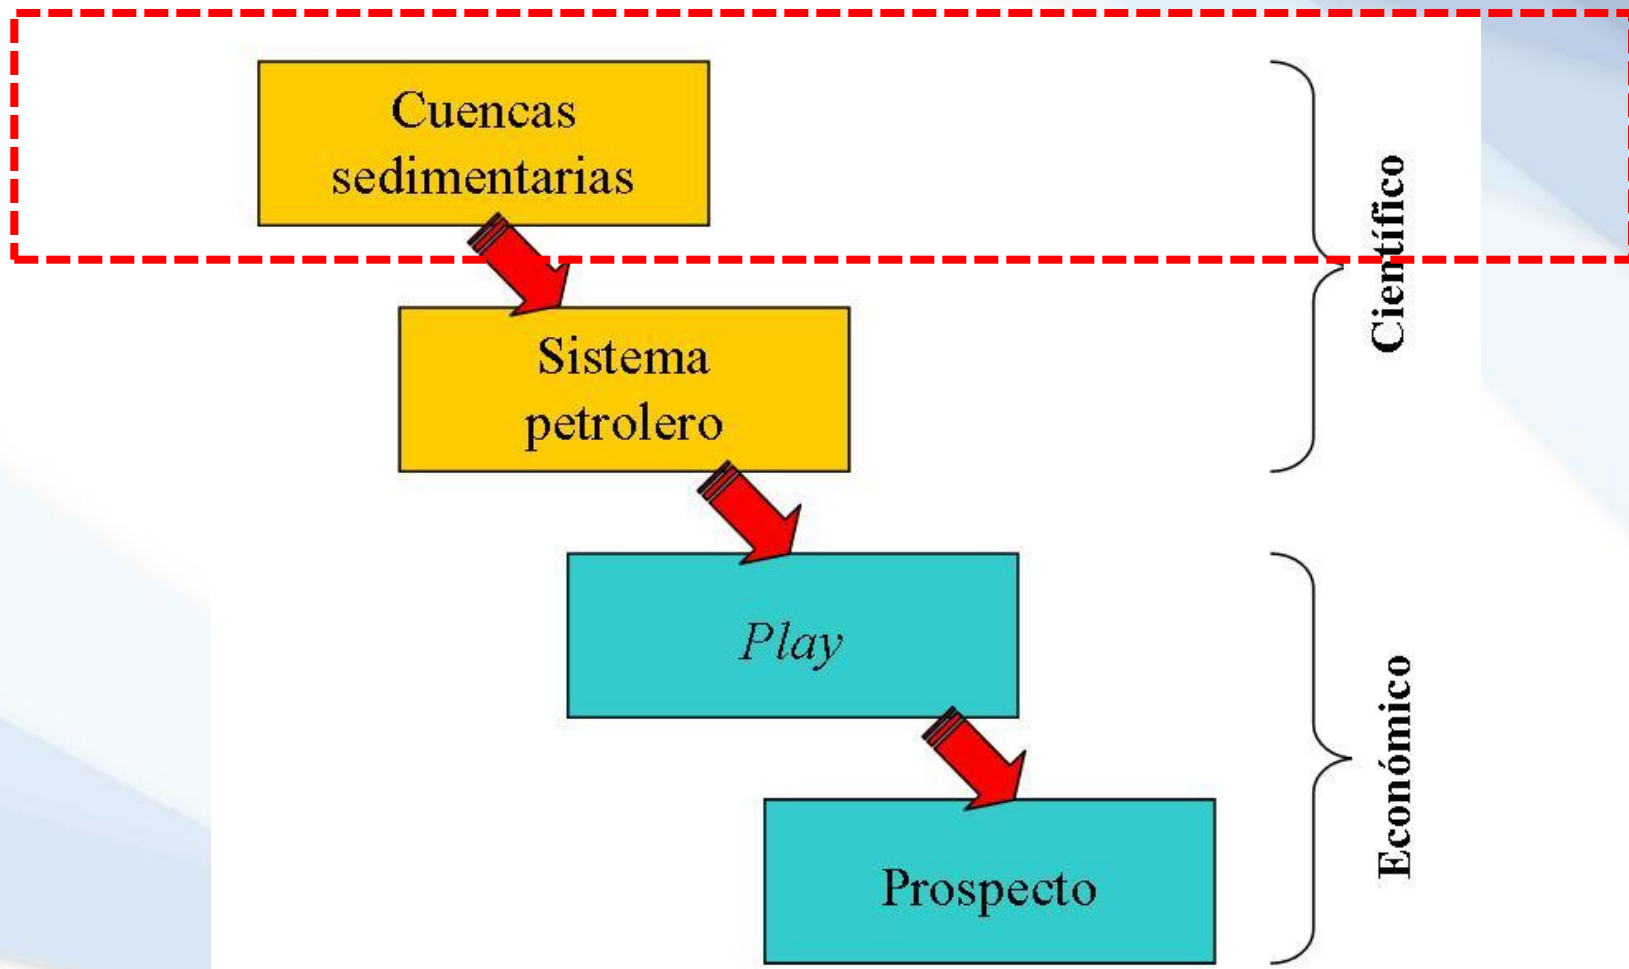 Cuencas
sedimentarias
Sistema
petrolero
Play
Prospecto
Científico
Económico